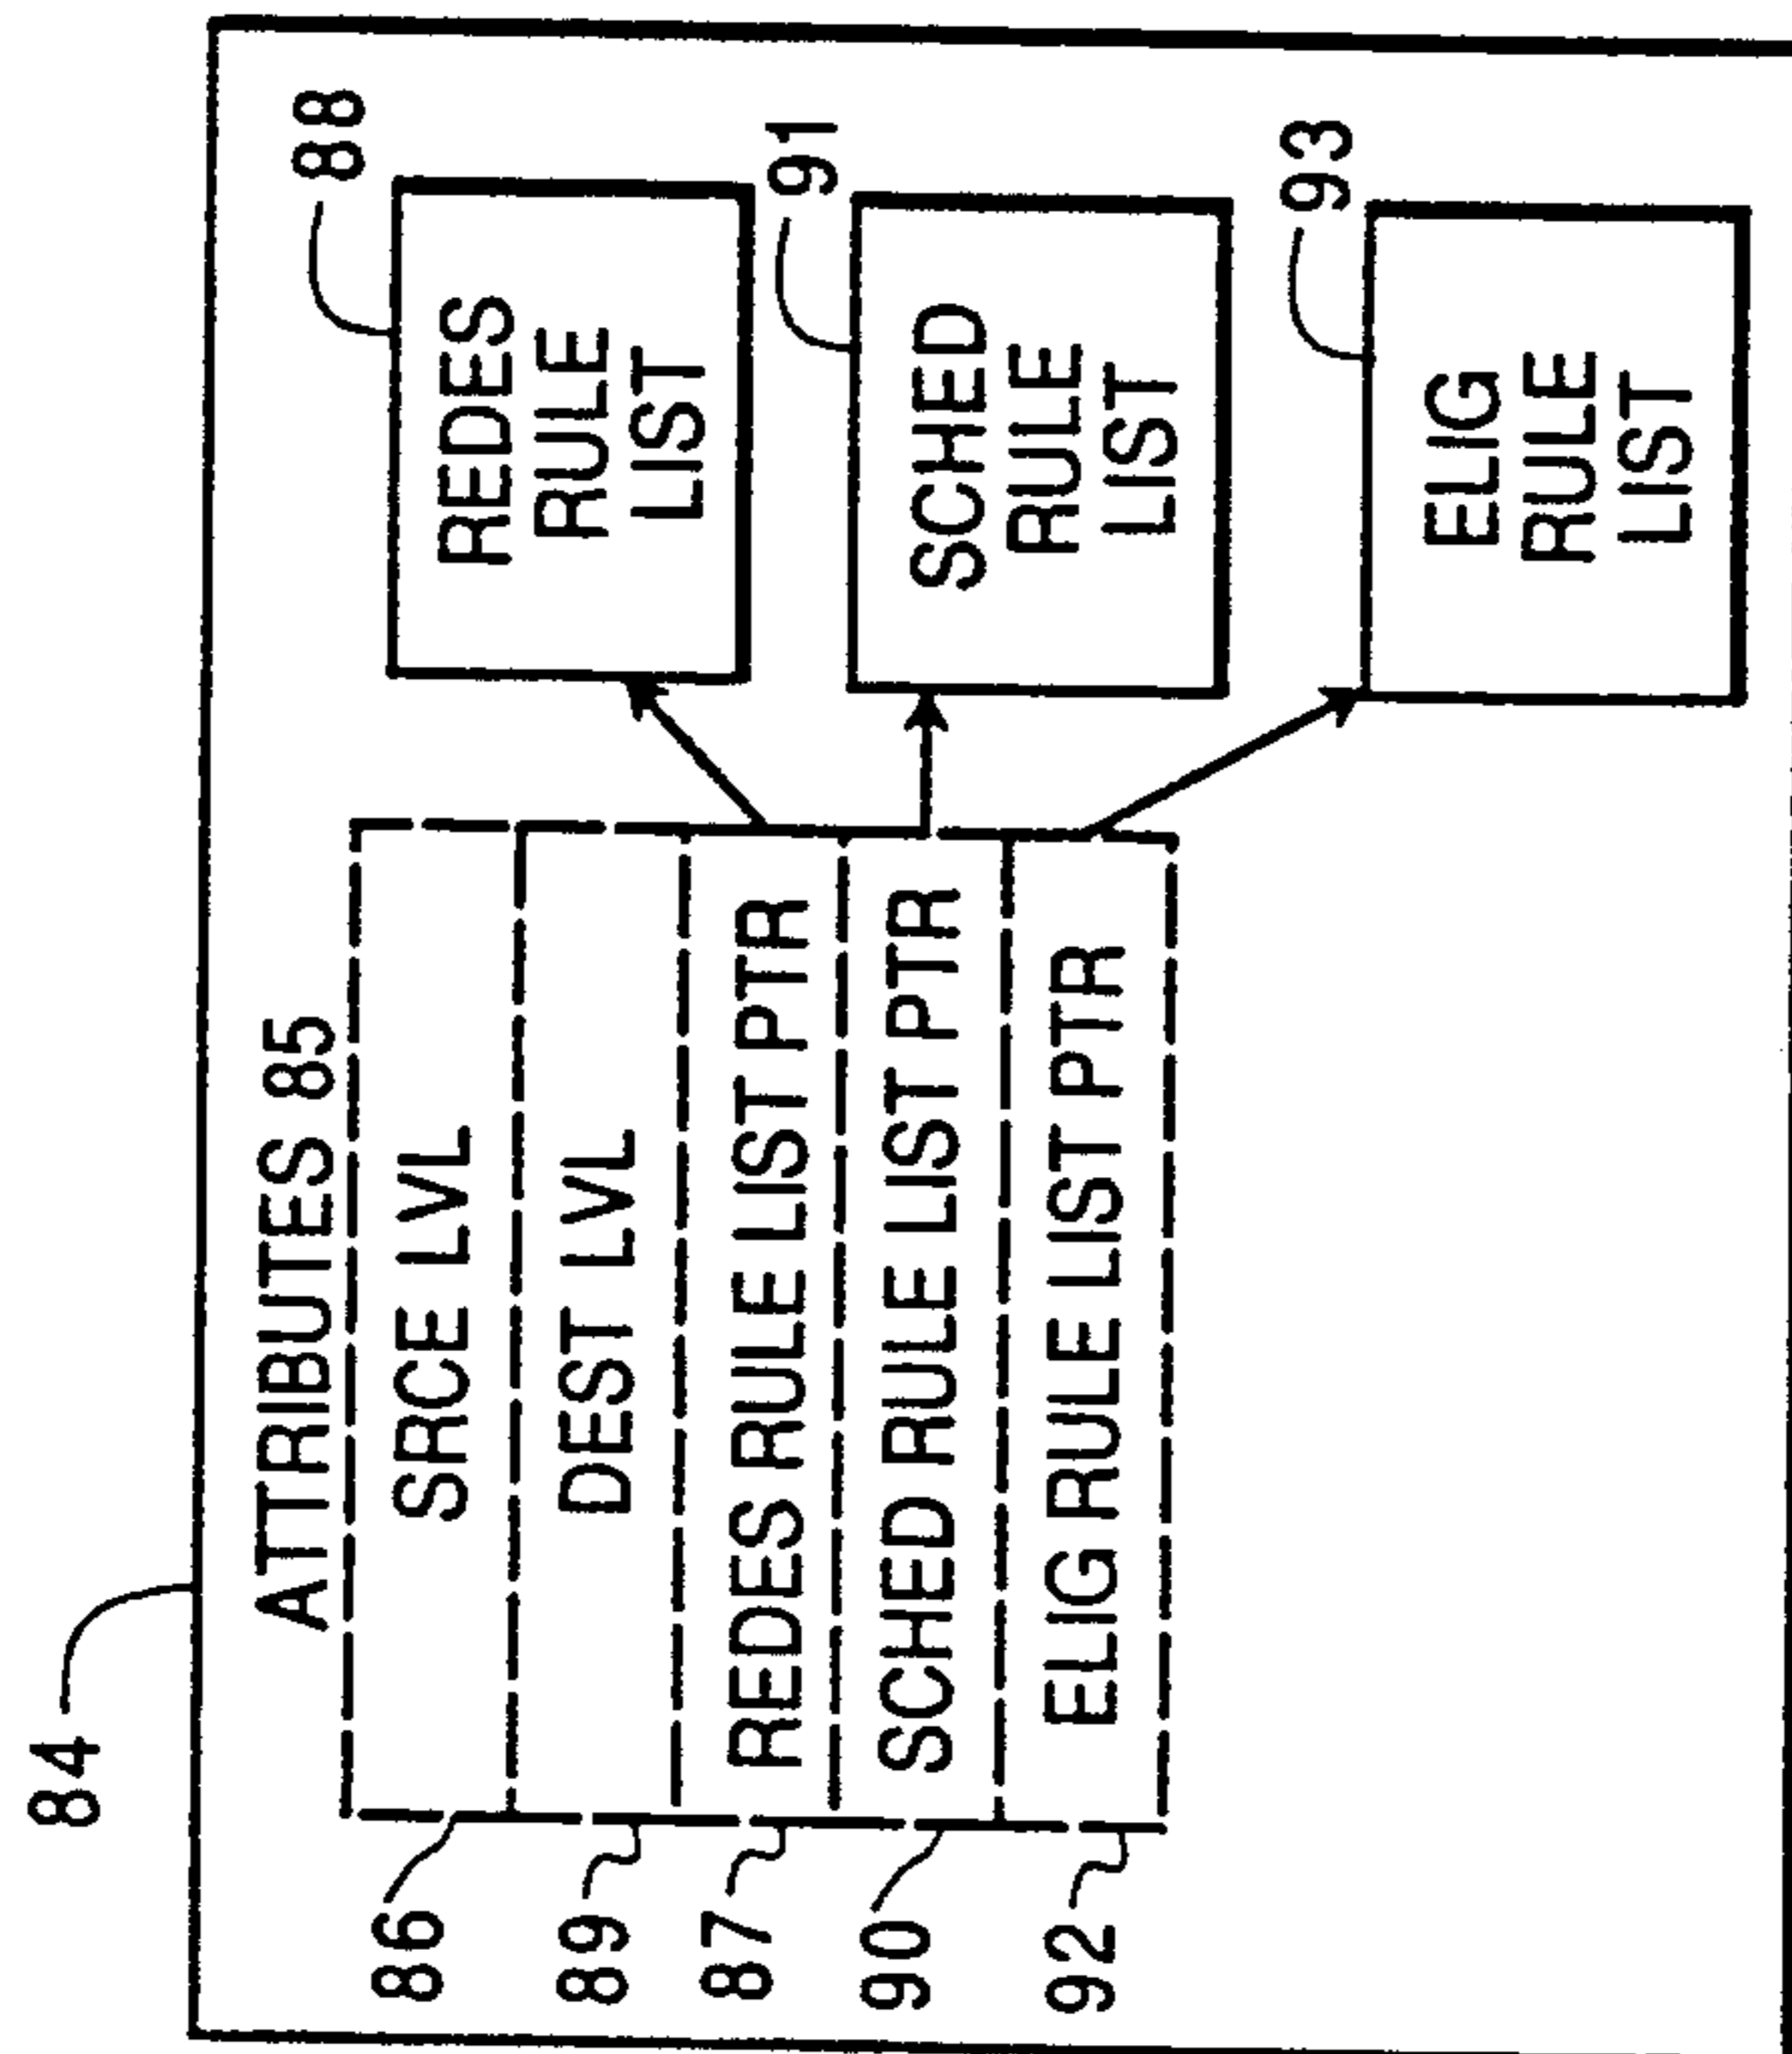 84
ATTRIBUTES 85
86
SRCE LVL
89
DEST LVL
87
REDES RULE LIST PTR
90
SCHED RULE LIST PTR
92
ELIG RULE LIST PTR
88
REDES
RULE
LIST
91
SCHED
RULE
LIST
93
ELIG
RULE
LIST